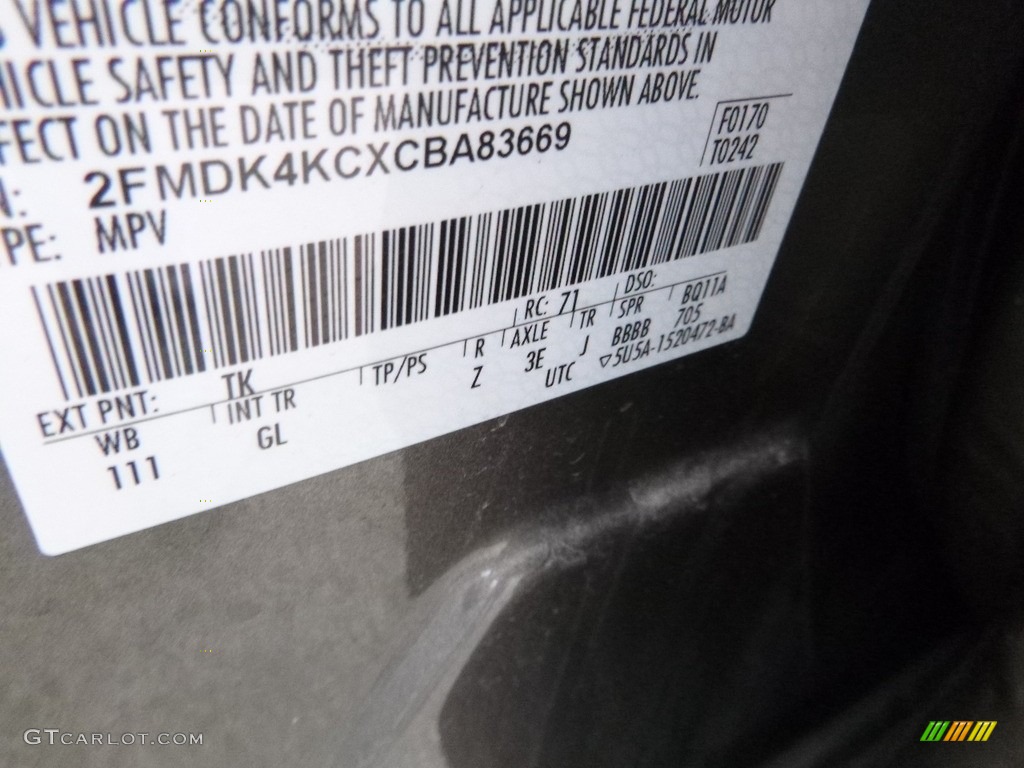 VEHICLE CONFORMS TO ALL APPLICABLE FEDERAL MOTOR
HICLE SAFETY AND THEFT PREVENTION STANDARDS IN
FECT ON THE DATE OF MANUFACTURE SHOWN ABOVE.
F0170
T0242
N: 2FMDK4KCXCBA83669
PE: MPV
EXT PNT: TK RC: 71 DSO:
WB INT TR TP/PS R AXLE TR SPR BQ11A
111 GL Z 3E J BBBB 705
UTC ▽5U5A-1520472-BA
GTCARLOT.COM